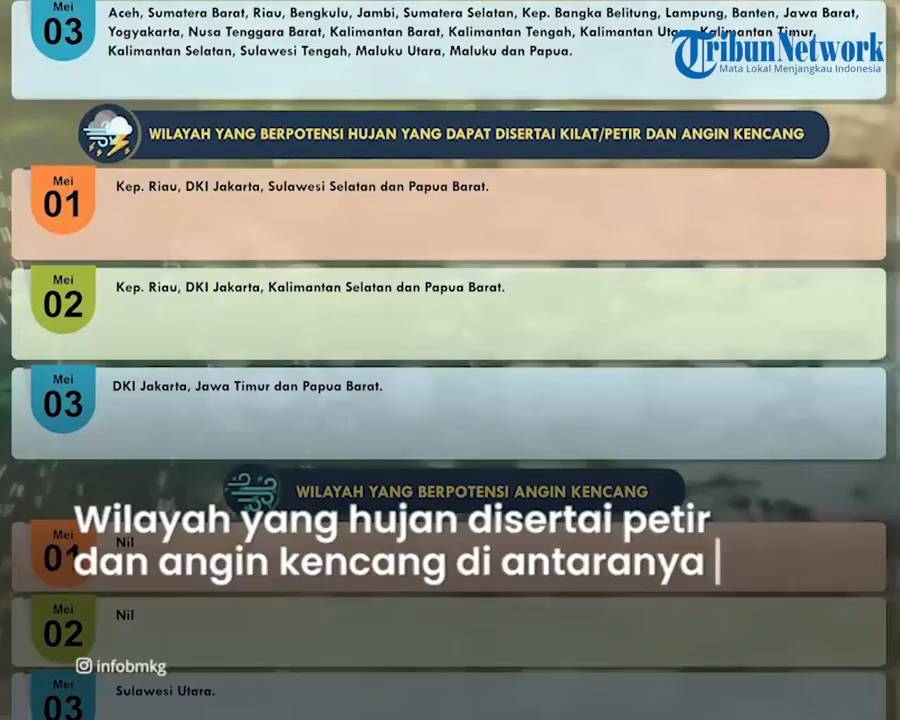 Mei
03
Aceh, Sumatera Barat, Riau, Bengkulu, Jambi, Sumatera Selatan, Kep. Bangka Belitung, Lampung, Banten, Jawa Barat,
Yogyakarta, Nusa Tenggara Barat, Kalimantan Barat, Kalimantan Tengah, Kalimantan Utara, Kalimantan Timur,
Kalimantan Selatan, Sulawesi Tengah, Maluku Utara, Maluku dan Papua.
TribunNetwork
Mata Lokal Menjangkau Indonesia
WILAYAH YANG BERPOTENSI HUJAN YANG DAPAT DISERTAI KILAT/PETIR DAN ANGIN KENCANG
Mei
01
Kep. Riau, DKI Jakarta, Sulawesi Selatan dan Papua Barat.
Mei
02
Kep. Riau, DKI Jakarta, Kalimantan Selatan dan Papua Barat.
Mei
03
DKI Jakarta, Jawa Timur dan Papua Barat.
WILAYAH YANG BERPOTENSI ANGIN KENCANG
Wilayah yang hujan disertai petir
dan angin kencang di antaranya
Mei
01
Nil
Mei
02
Nil
infobmkg
Mei
03
Sulawesi Utara.